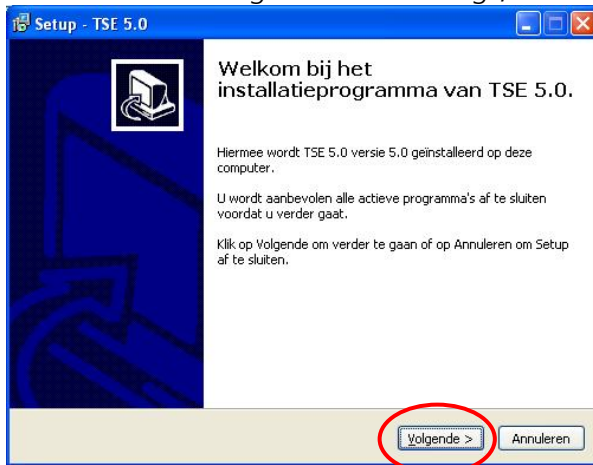 Setup - TSE 5.0
Welkom bij het
installatieprogramma van TSE 5.0.
Hiermee wordt TSE 5.0 versie 5.0 geïnstalleerd op deze
computer.
U wordt aanbevolen alle actieve programma's af te sluiten
voordat u verder gaat.
Klik op Volgende om verder te gaan of op Annuleren om Setup
af te sluiten.
Volgende > Annuleren